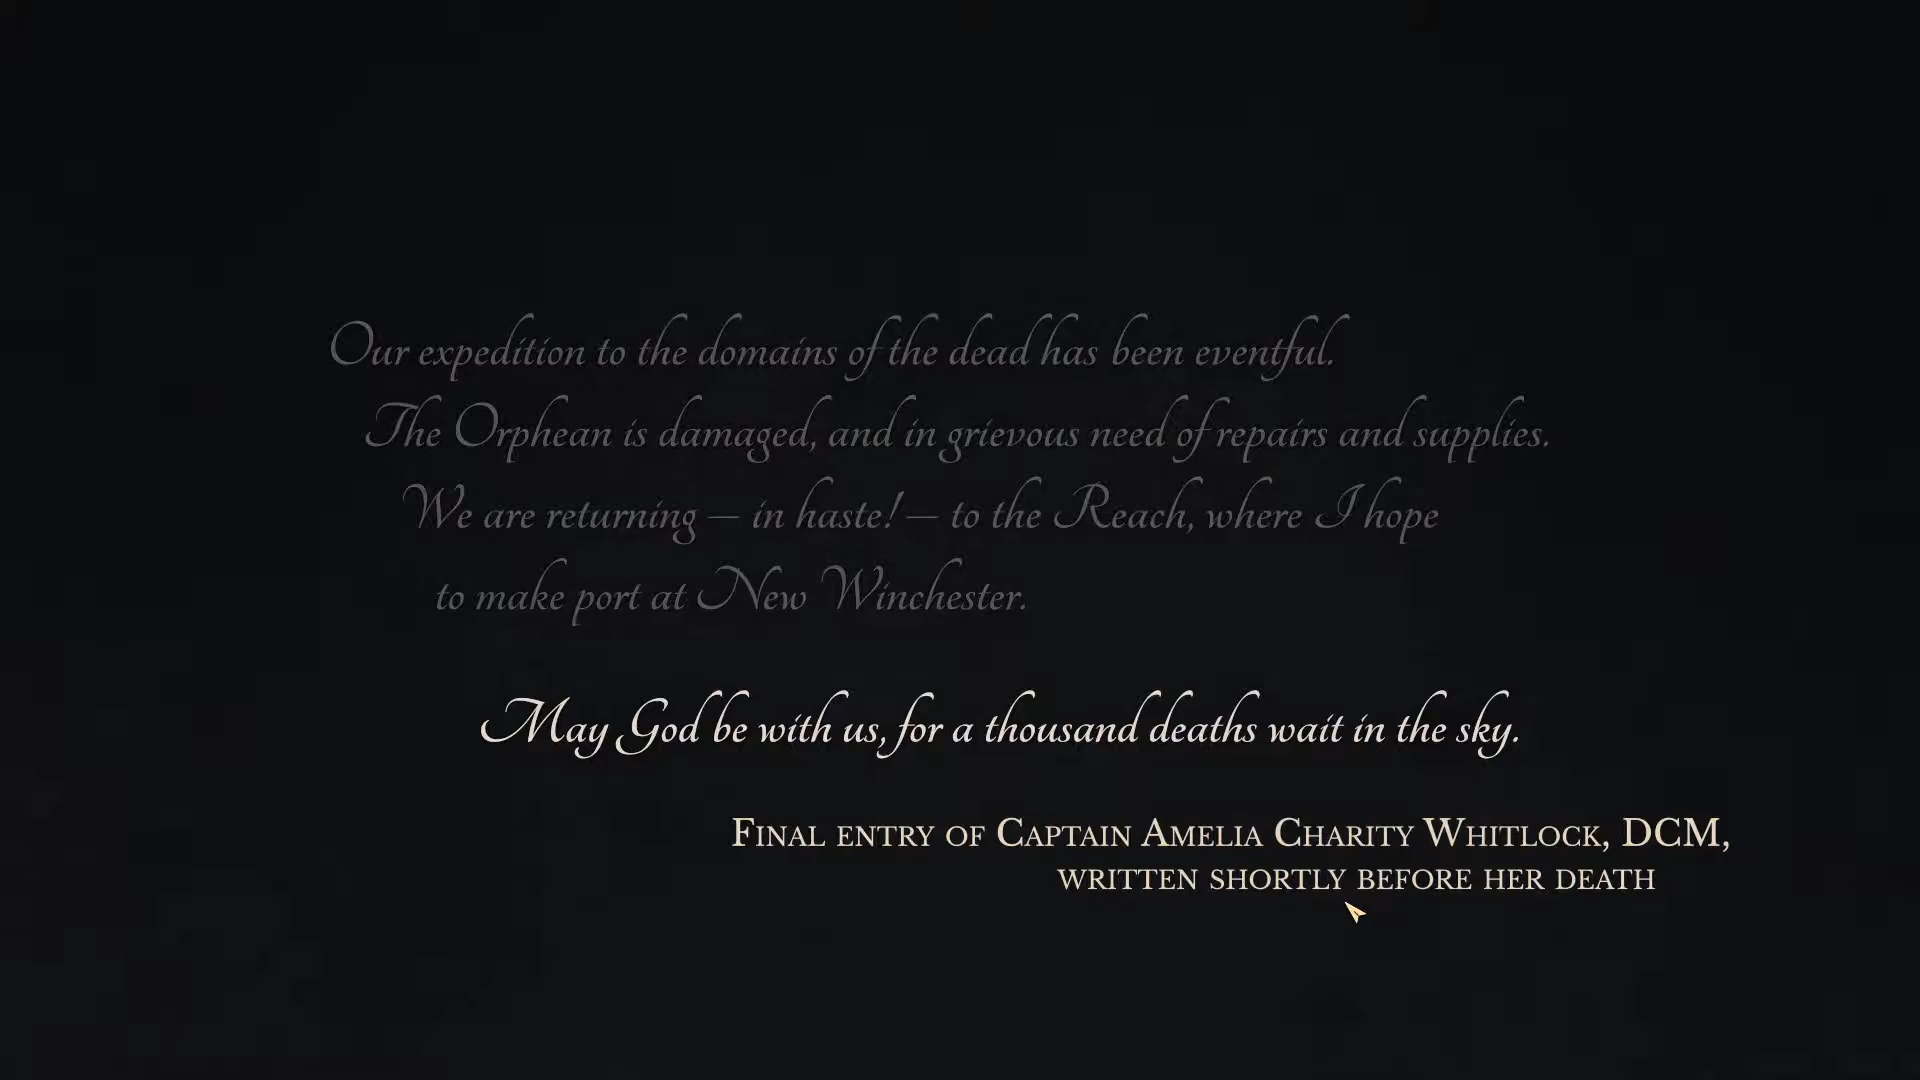 Our expedition to the domains of the dead has been eventful.
The Orphean is damaged, and in grievous need of repairs and supplies.
We are returning — in haste! — to the Reach, where I hope
to make port at New Winchester.
May God be with us, for a thousand deaths wait in the sky.
Final entry of Captain Amelia Charity Whitlock, DCM,
written shortly before her death